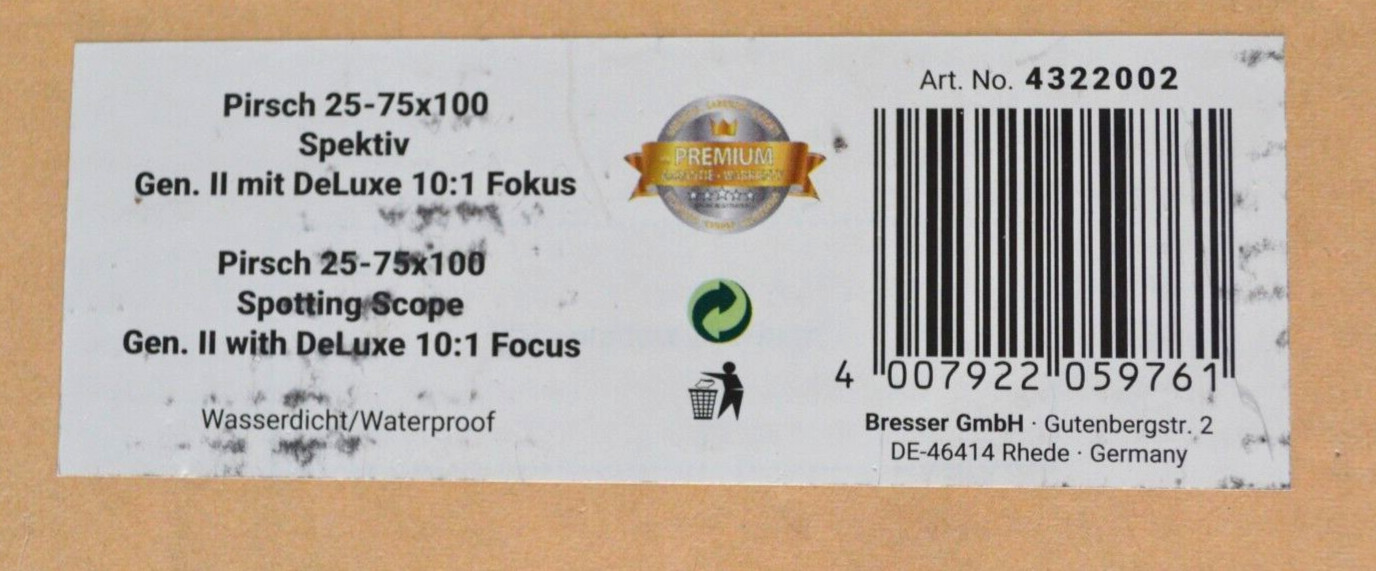 Pirsch 25-75x100
Spektiv
Gen. II mit DeLuxe 10:1 Fokus
Pirsch 25-75x100
Spotting Scope
Gen. II with DeLuxe 10:1 Focus
Wasserdicht/Waterproof
PREMIUM
GARANTIE • WARRANTY
Art. No. 4322002
4 007922 059761
Bresser GmbH · Gutenbergstr. 2
DE-46414 Rhede · Germany